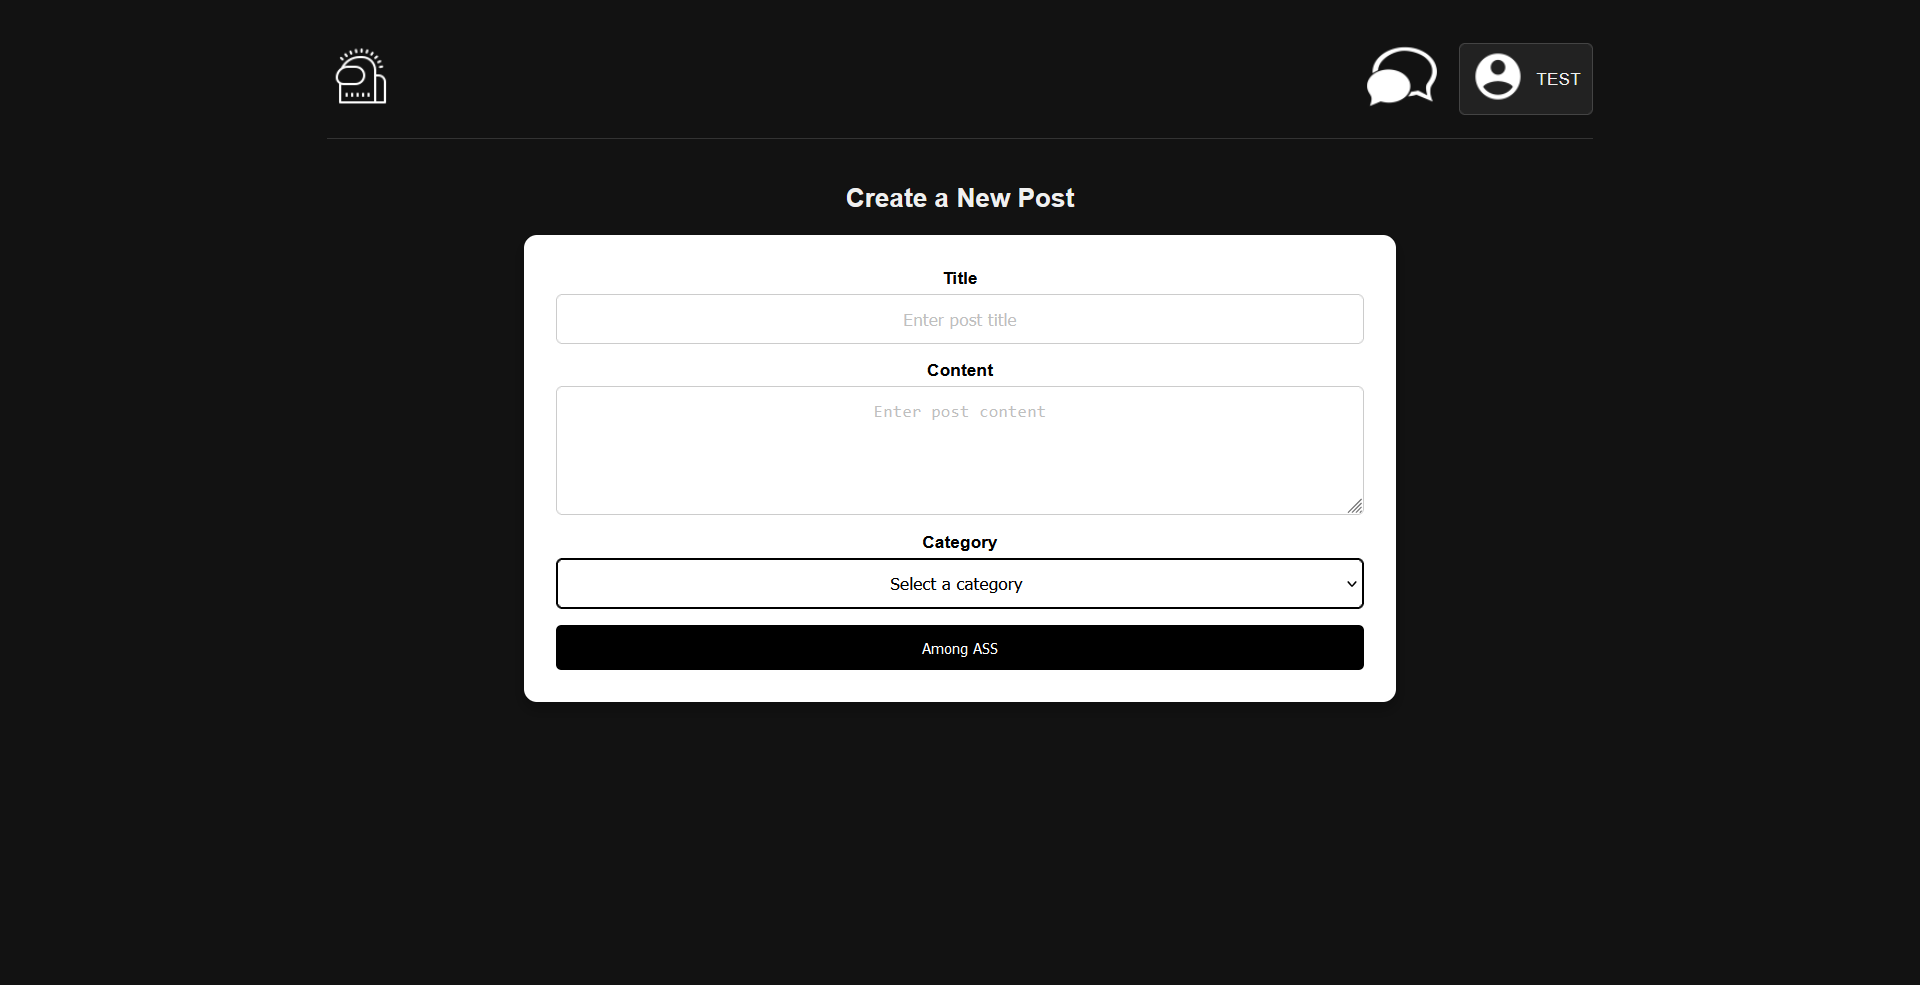 TEST
Create a New Post
Title
Enter post title
Content
Enter post content
Category
Select a category
Among ASS